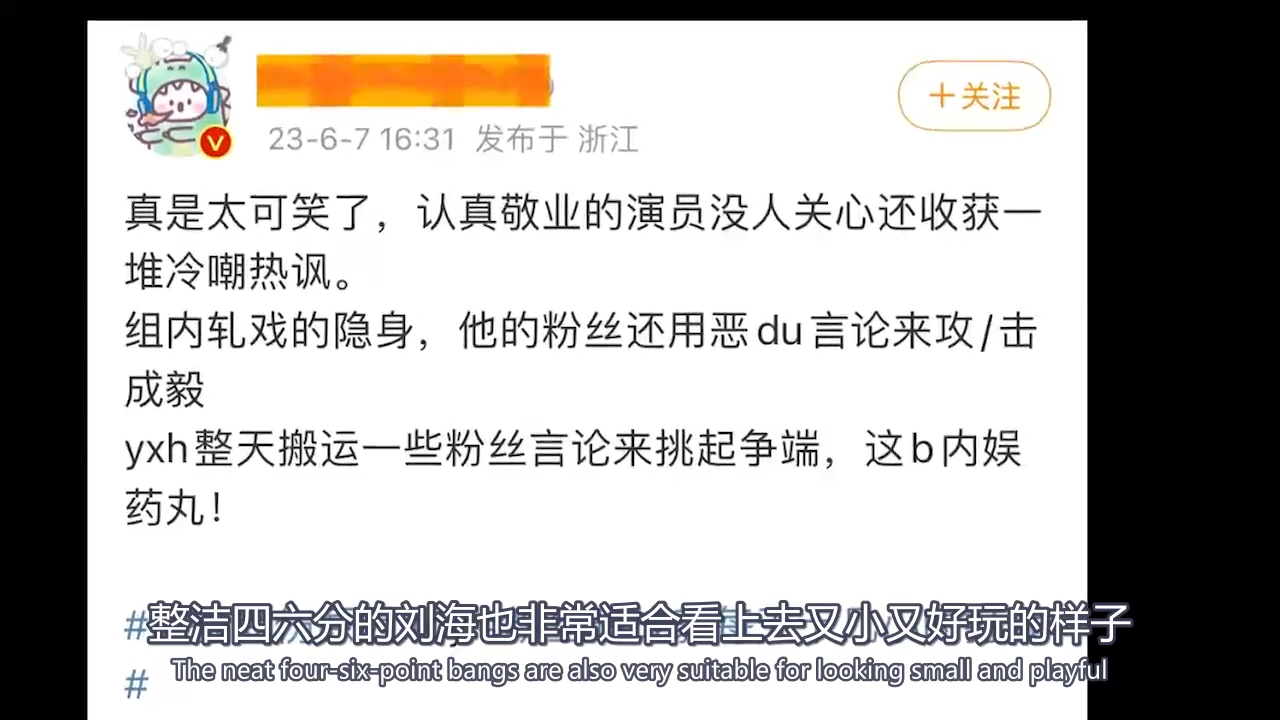 +关注
23-6-7 16:31 发布于 浙江
真是太可笑了，认真敬业的演员没人关心还收获一
堆冷嘲热讽。
组内轧戏的隐身，他的粉丝还用恶du言论来攻/击
成毅
yxh整天搬运一些粉丝言论来挑起争端，这b内娱
药丸！
#
整洁四六分的刘海也非常适合看上去又小又好玩的样子
#
The neat four-six-point bangs are also very suitable for looking small and playful